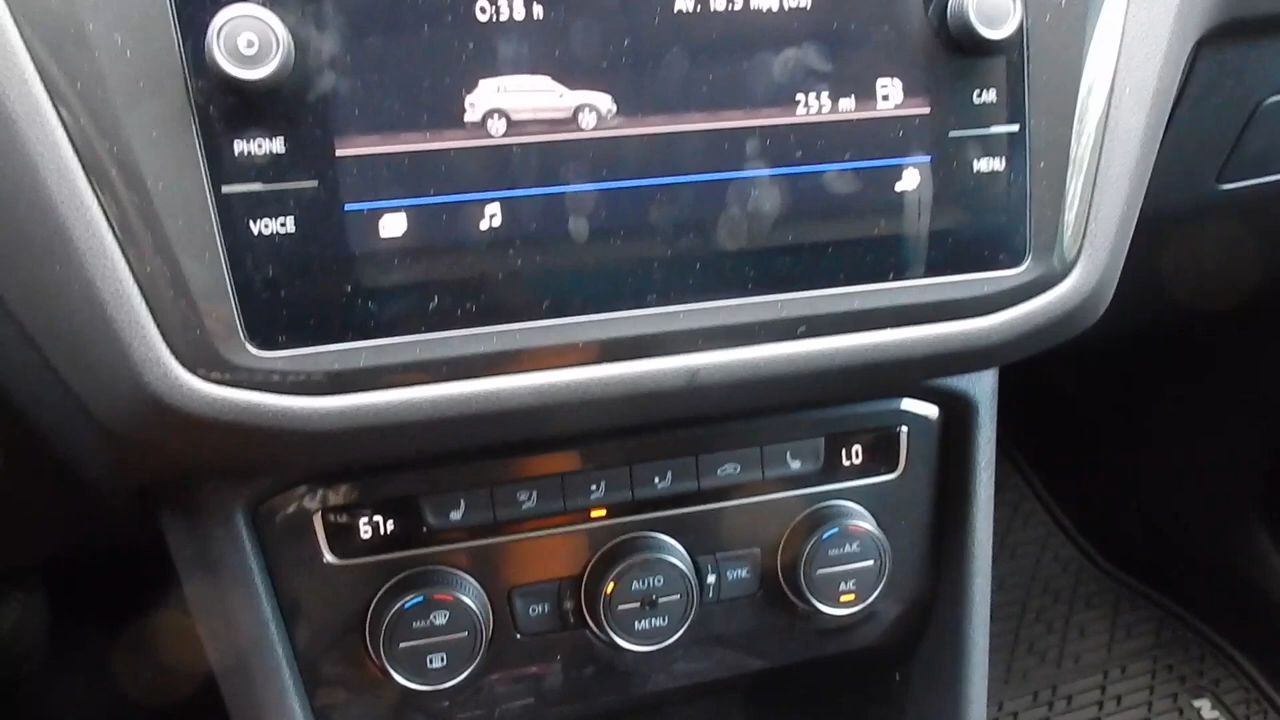 0:38 h
PHONE
VOICE
255 mi
CAR
MENU
67F
LO
MAX
OFF
AUTO
MENU
SYNC
MAX A/C
A/C